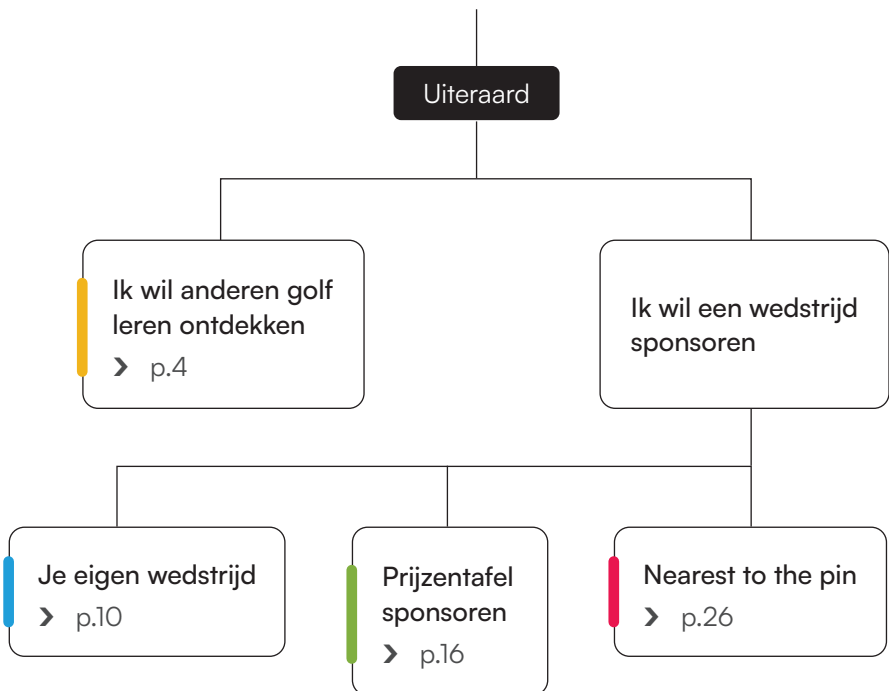 Uiteraard
Ik wil anderen golf
leren ontdekken
› p.4
Ik wil een wedstrijd
sponsoren
Je eigen wedstrijd
› p.10
Prijzentafel
sponsoren
› p.16
Nearest to the pin
› p.26